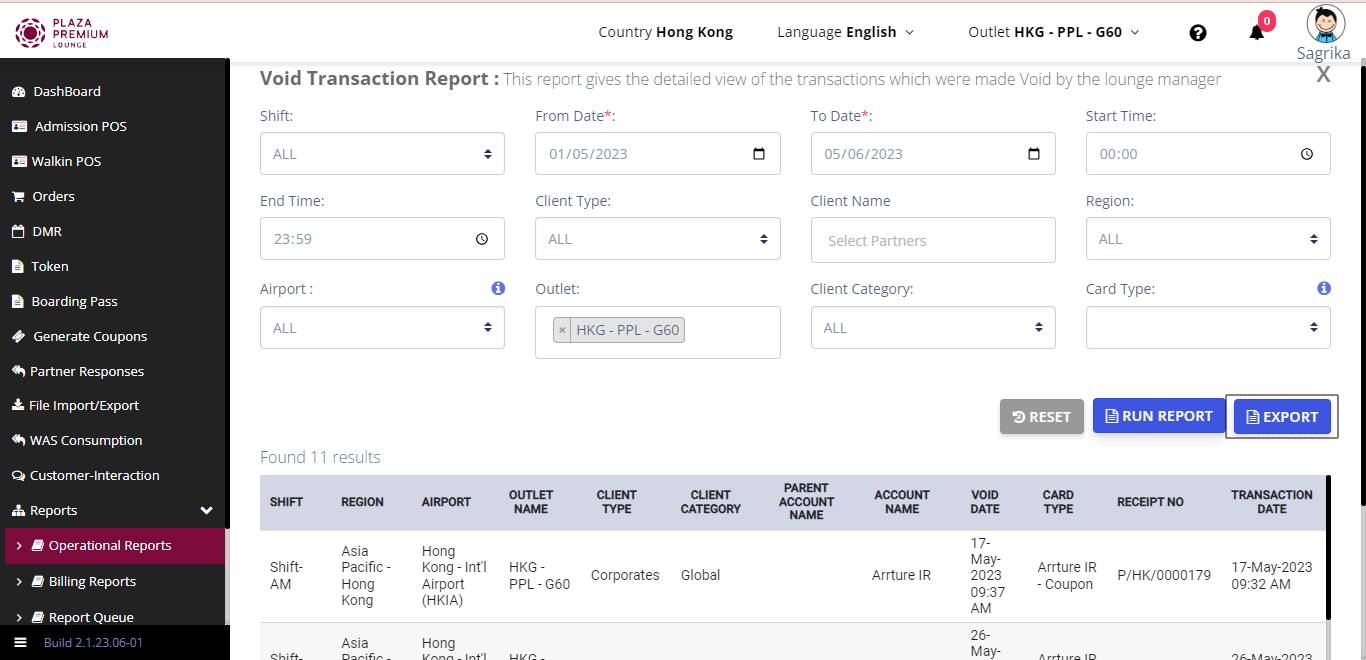 PLAZA
PREMIUM
LOUNGE
Country Hong Kong
Language English
Outlet HKG - PPL - G60
0
Sagrika
DashBoard
Admission POS
Walkin POS
Orders
DMR
Token
Boarding Pass
Generate Coupons
Partner Responses
File Import/Export
WAS Consumption
Customer-Interaction
Reports
Operational Reports
Billing Reports
Report Queue
Build 2.1.23.06-01
Void Transaction Report : This report gives the detailed view of the transactions which were made Void by the lounge manager
X
Shift:
From Date*:
To Date*:
Start Time:
ALL
01/05/2023
05/06/2023
00:00
End Time:
Client Type:
Client Name
Region:
23:59
ALL
Select Partners
ALL
Airport :
Outlet:
Client Category:
Card Type:
ALL
× HKG - PPL - G60
ALL
RESET
RUN REPORT
EXPORT
Found 11 results
SHIFT
REGION
AIRPORT
OUTLET
NAME
CLIENT
TYPE
CLIENT
CATEGORY
PARENT
ACCOUNT
NAME
ACCOUNT
NAME
VOID
DATE
CARD
TYPE
RECEIPT NO
TRANSACTION
DATE
Shift-
AM
Asia
Pacific -
Hong
Kong
Hong
Kong - Int'l
Airport
(HKIA)
HKG -
PPL - G60
Corporates
Global
Arrture IR
17-
May-
2023
09:37
AM
Arrture IR
- Coupon
P/HK/0000179
17-May-2023
09:32 AM
Shift-
Asia
Pacific -
Hong
Kong - Int'l
HKG -
26-
May-
Arrture IR
26-May-2023